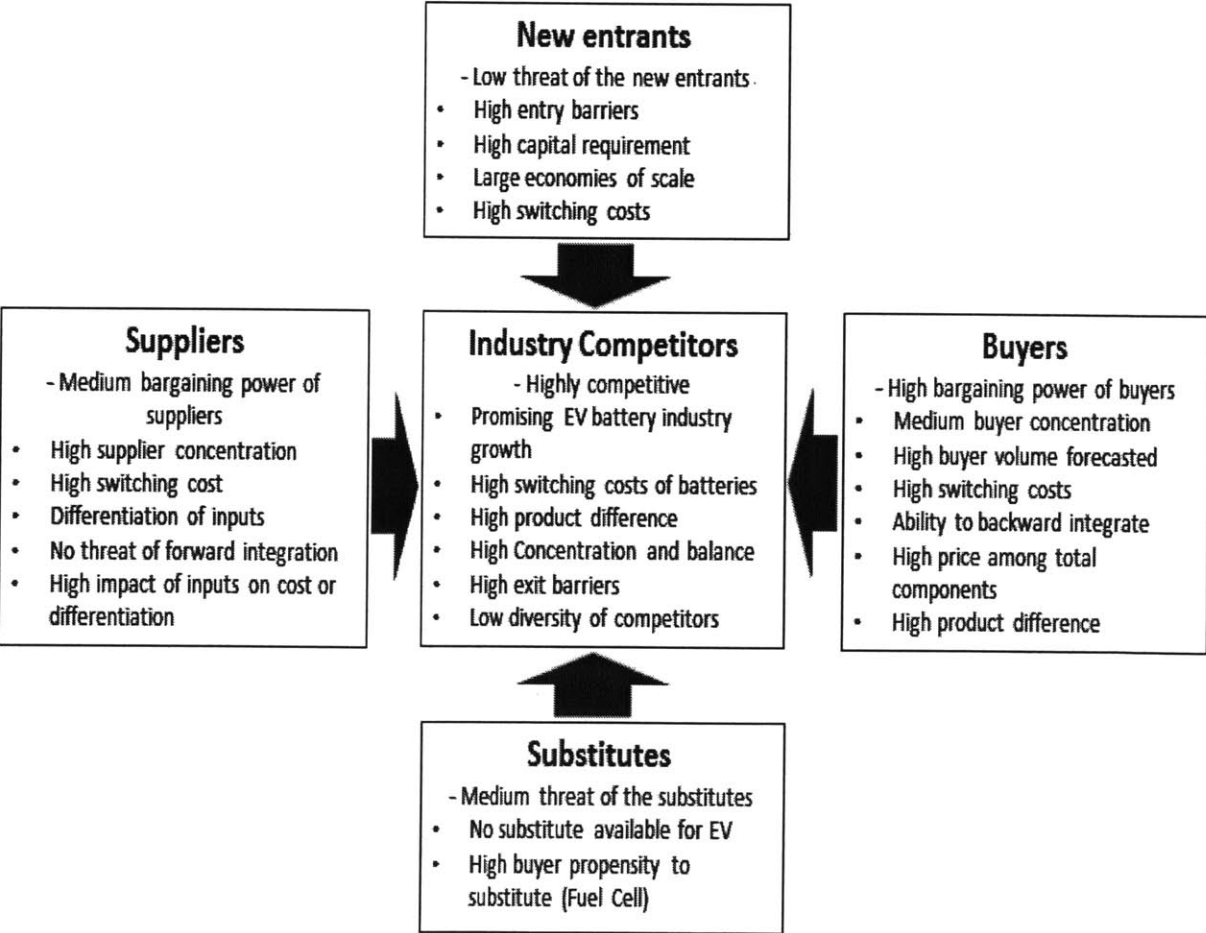 New entrants
- Low threat of the new entrants
• High entry barriers
• High capital requirement
• Large economies of scale
• High switching costs
Suppliers
- Medium bargaining power of
suppliers
• High supplier concentration
• High switching cost
• Differentiation of inputs
• No threat of forward integration
• High impact of inputs on cost or
differentiation
Industry Competitors
- Highly competitive
• Promising EV battery industry
growth
• High switching costs of batteries
• High product difference
• High Concentration and balance
• High exit barriers
• Low diversity of competitors
Buyers
- High bargaining power of buyers
• Medium buyer concentration
• High buyer volume forecasted
• High switching costs
• Ability to backward integrate
• High price among total
components
• High product difference
Substitutes
- Medium threat of the substitutes
• No substitute available for EV
• High buyer propensity to
substitute (Fuel Cell)